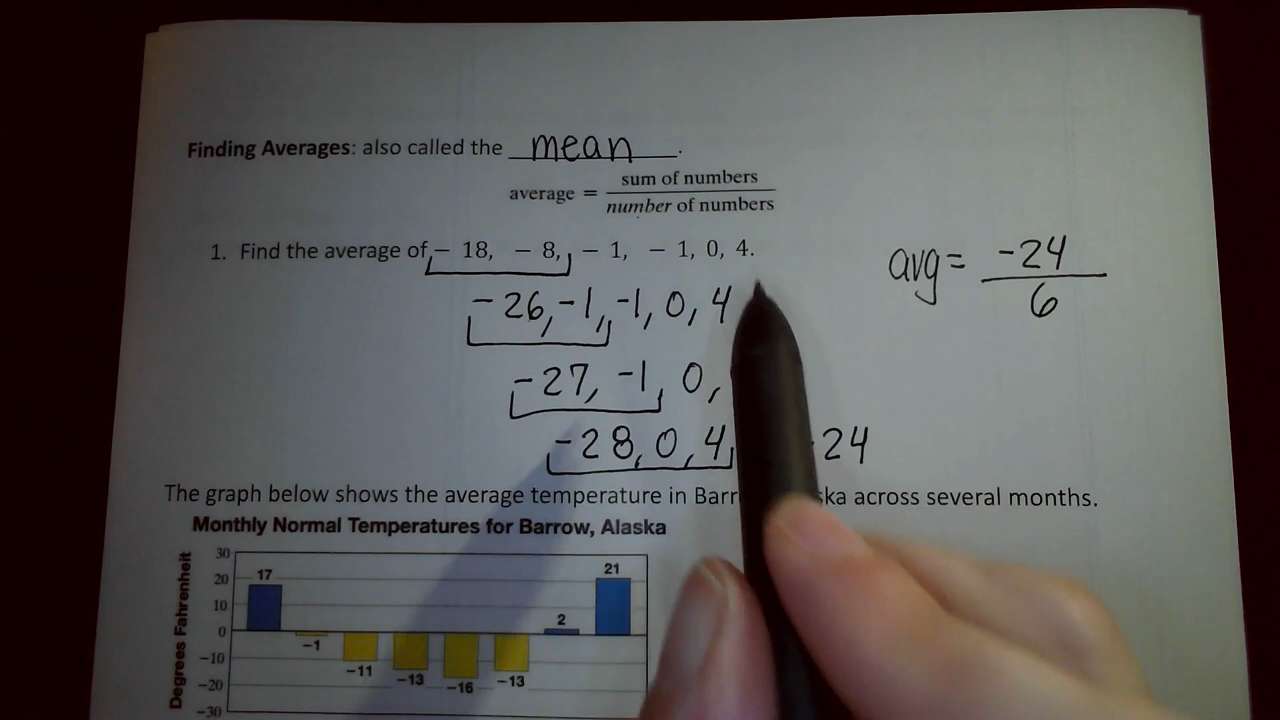 Finding Averages: also called the mean.
average = sum of numbers
number of numbers
1. Find the average of - 18, - 8, - 1, - 1, 0, 4.
avg = -24
6
-26, -1, -1, 0, 4
-27, -1, 0,
-28, 0, 4 24
The graph below shows the average temperature in across several months.
Monthly Normal Temperatures for Barrow, Alaska
Degrees Fahrenheit
30
20
10
0
-10
-20
-30
17
-1
-11
-13
-16
-13
2
21